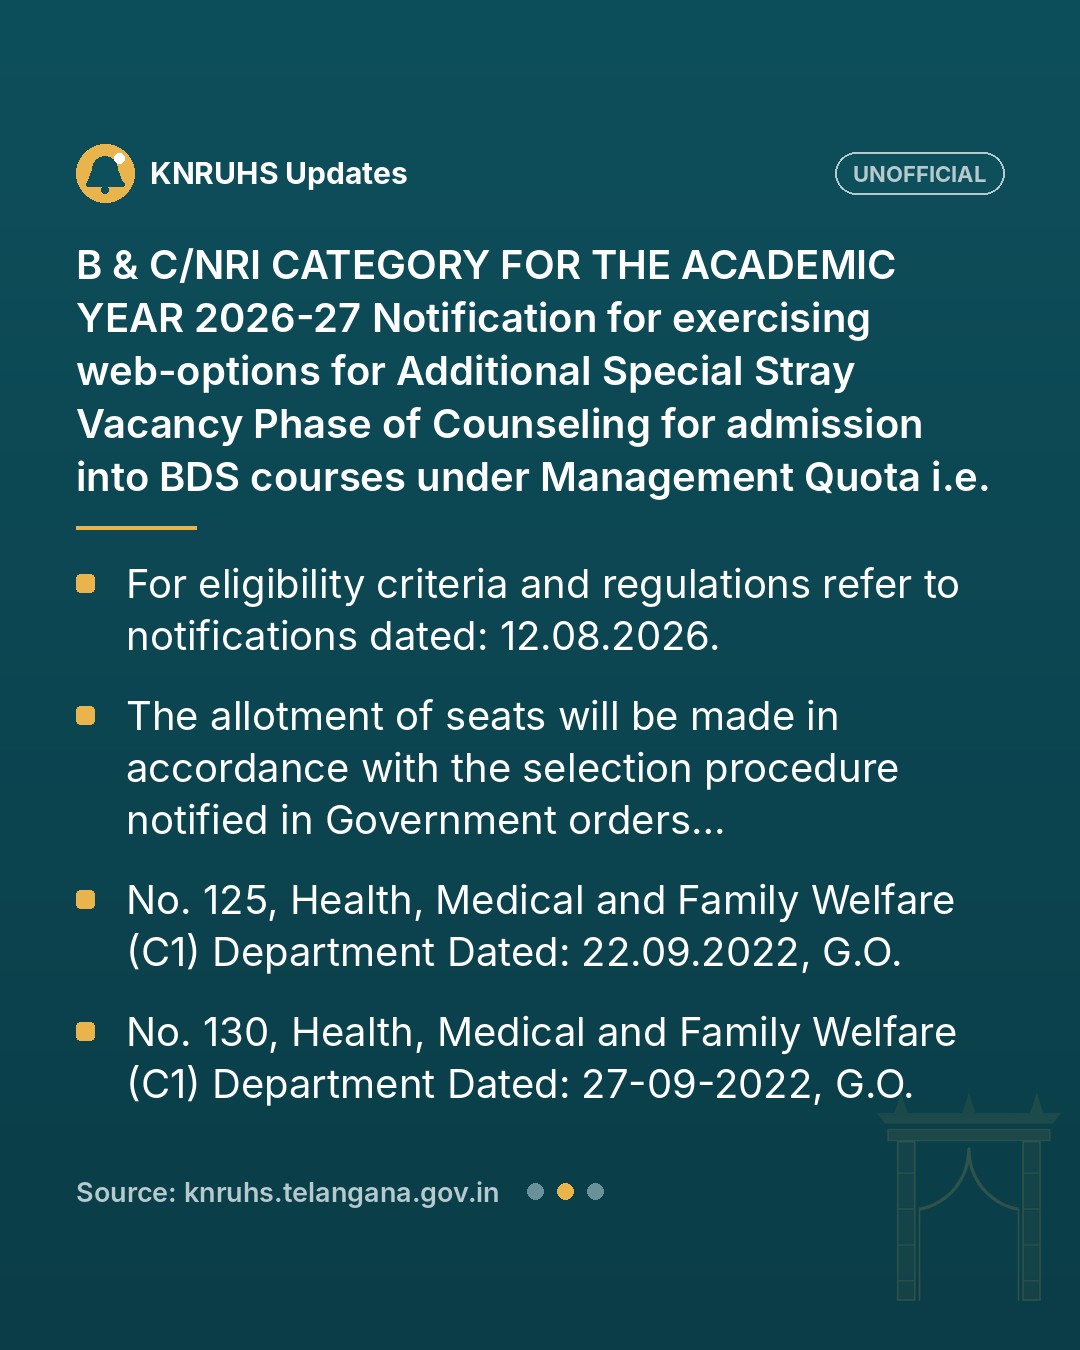 KNRUHS Updates
UNOFFICIAL
B & C/NRI CATEGORY FOR THE ACADEMIC
YEAR 2026-27 Notification for exercising
web-options for Additional Special Stray
Vacancy Phase of Counseling for admission
into BDS courses under Management Quota i.e.
For eligibility criteria and regulations refer to
notifications dated: 12.08.2026.
The allotment of seats will be made in
accordance with the selection procedure
notified in Government orders...
No. 125, Health, Medical and Family Welfare
(C1) Department Dated: 22.09.2022, G.O.
No. 130, Health, Medical and Family Welfare
(C1) Department Dated: 27-09-2022, G.O.
Source: knruhs.telangana.gov.in